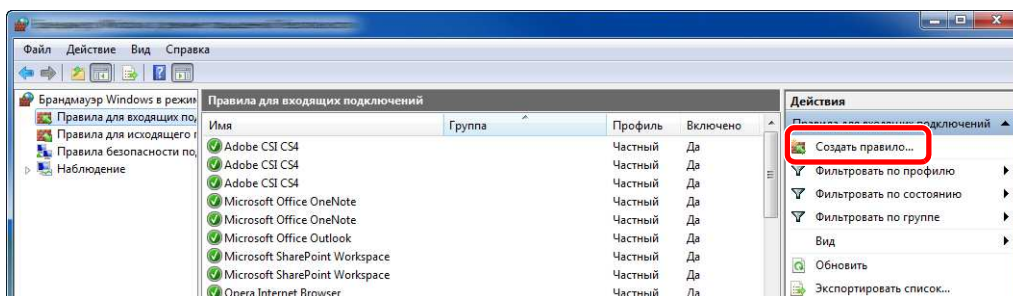 Файл Действие Вид Справка
Брандмауэр Windows в режим
Правила для входящих по
Правила для исходящего
Правила безопасности по
Наблюдение
Правила для входящих подключений
Имя Группа Профиль Включено
Adobe CSI CS4 Частный Да
Adobe CSI CS4 Частный Да
Adobe CSI CS4 Частный Да
Microsoft Office OneNote Частный Да
Microsoft Office OneNote Частный Да
Microsoft Office Outlook Частный Да
Microsoft SharePoint Workspace Частный Да
Microsoft SharePoint Workspace Частный Да
Opera Internet Browser Частный Да
Действия
Правила для входящих подключений
Создать правило...
Фильтровать по профилю
Фильтровать по состоянию
Фильтровать по группе
Вид
Обновить
Экспортировать список...